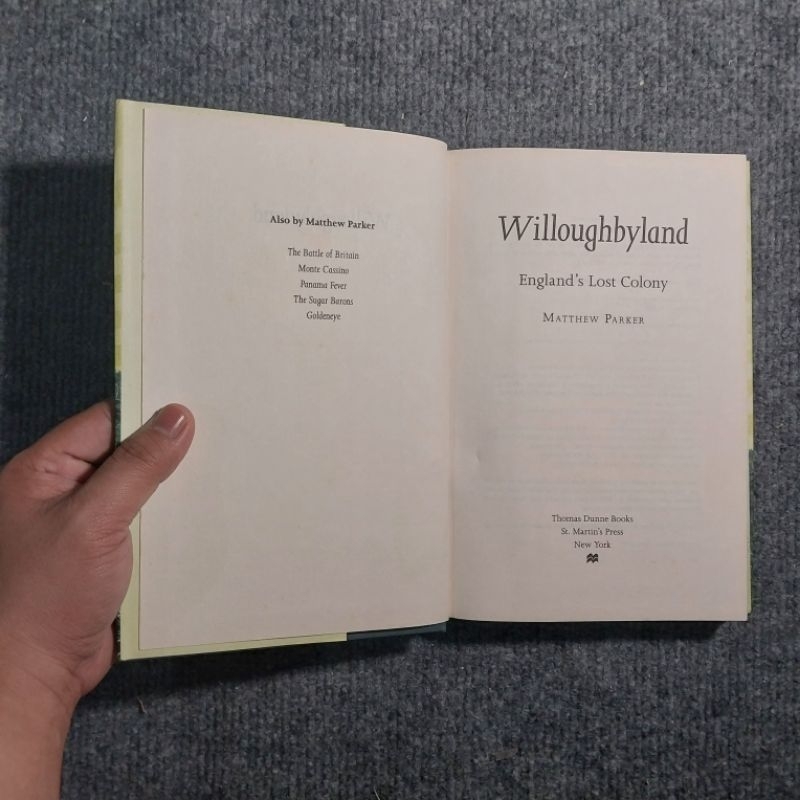 Also by Matthew Parker
The Battle of Britain
Monte Cassino
Panama Fever
The Sugar Barons
Goldeneye
Willoughbyland
England's Lost Colony
Matthew Parker
Thomas Dunne Books
St. Martin's Press
New York